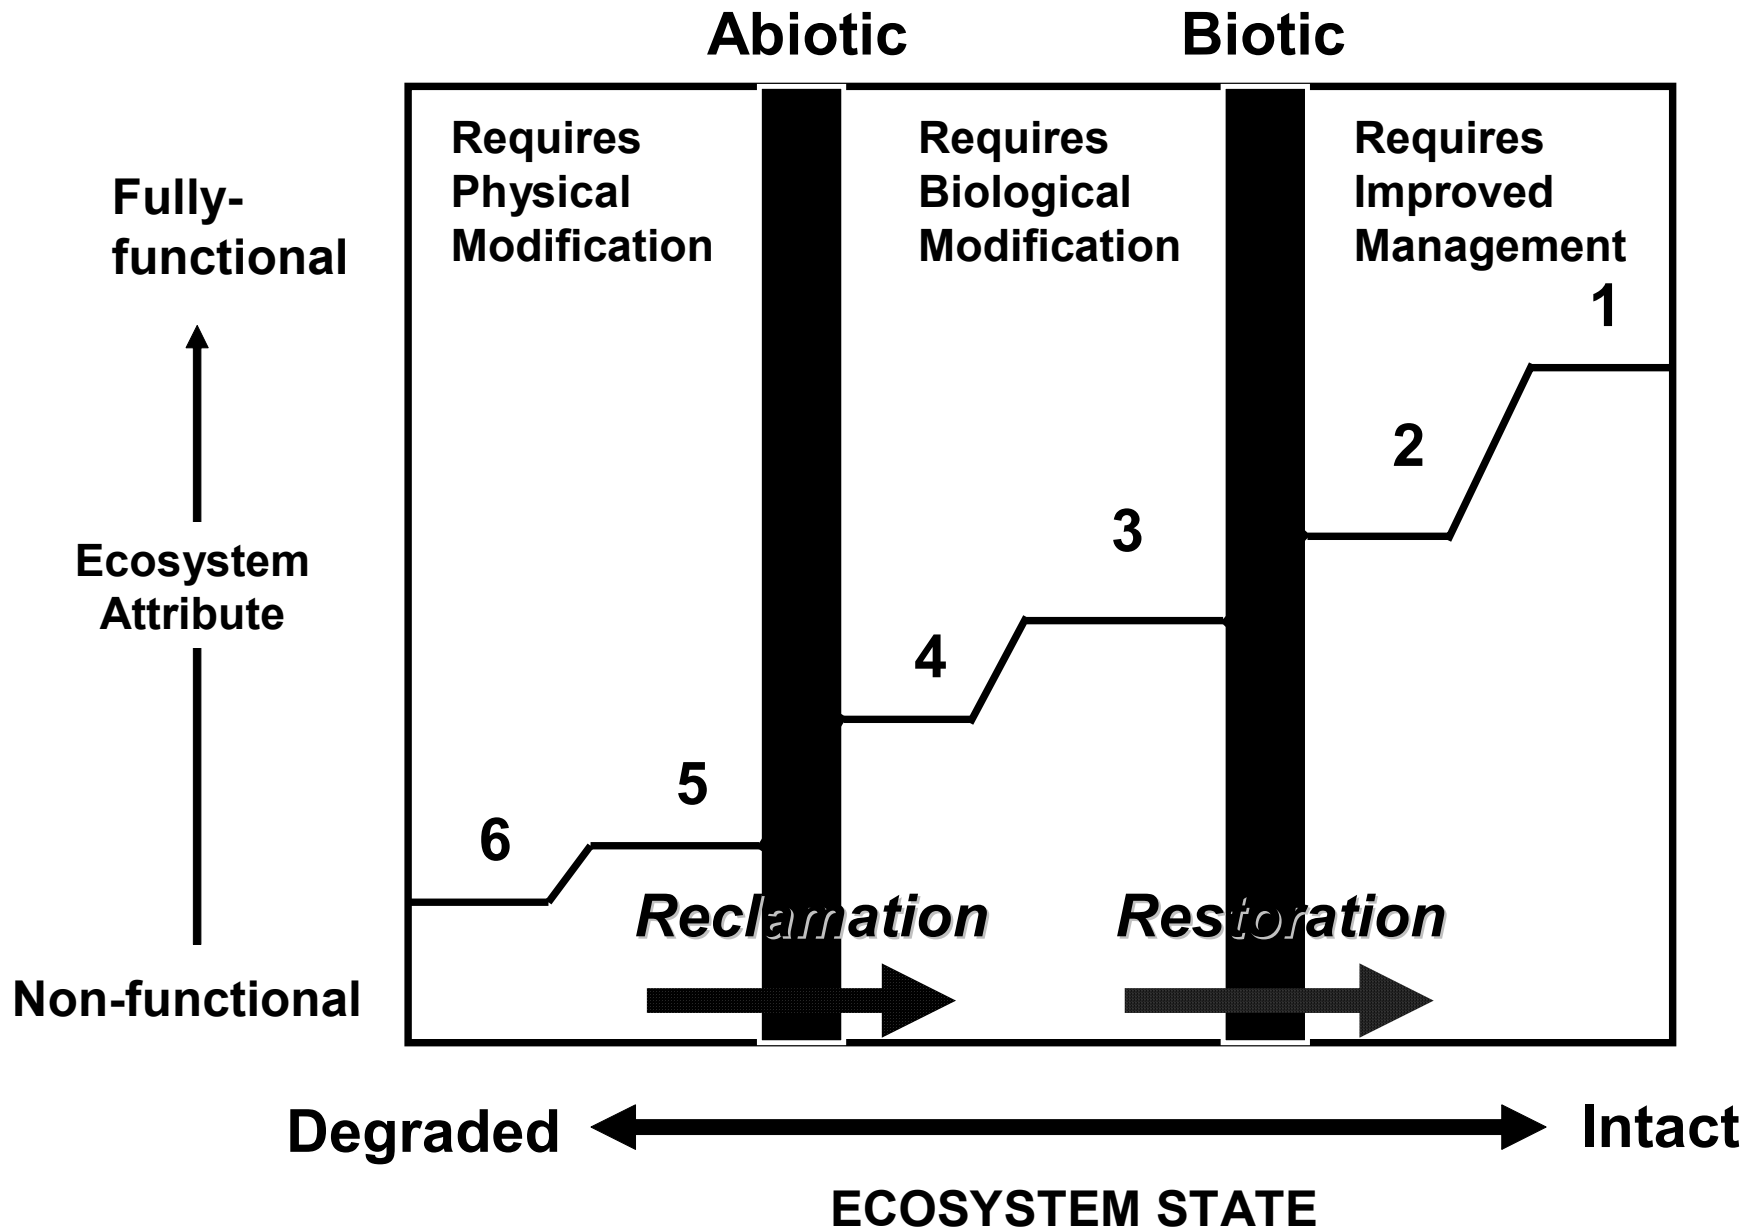 Abiotic
Biotic
Requires
Physical
Modification
Requires
Biological
Modification
Requires
Improved
Management
Fully-
functional
1
2
3
Ecosystem
Attribute
4
5
6
Reclamation
Restoration
Non-functional
Degraded
Intact
ECOSYSTEM STATE